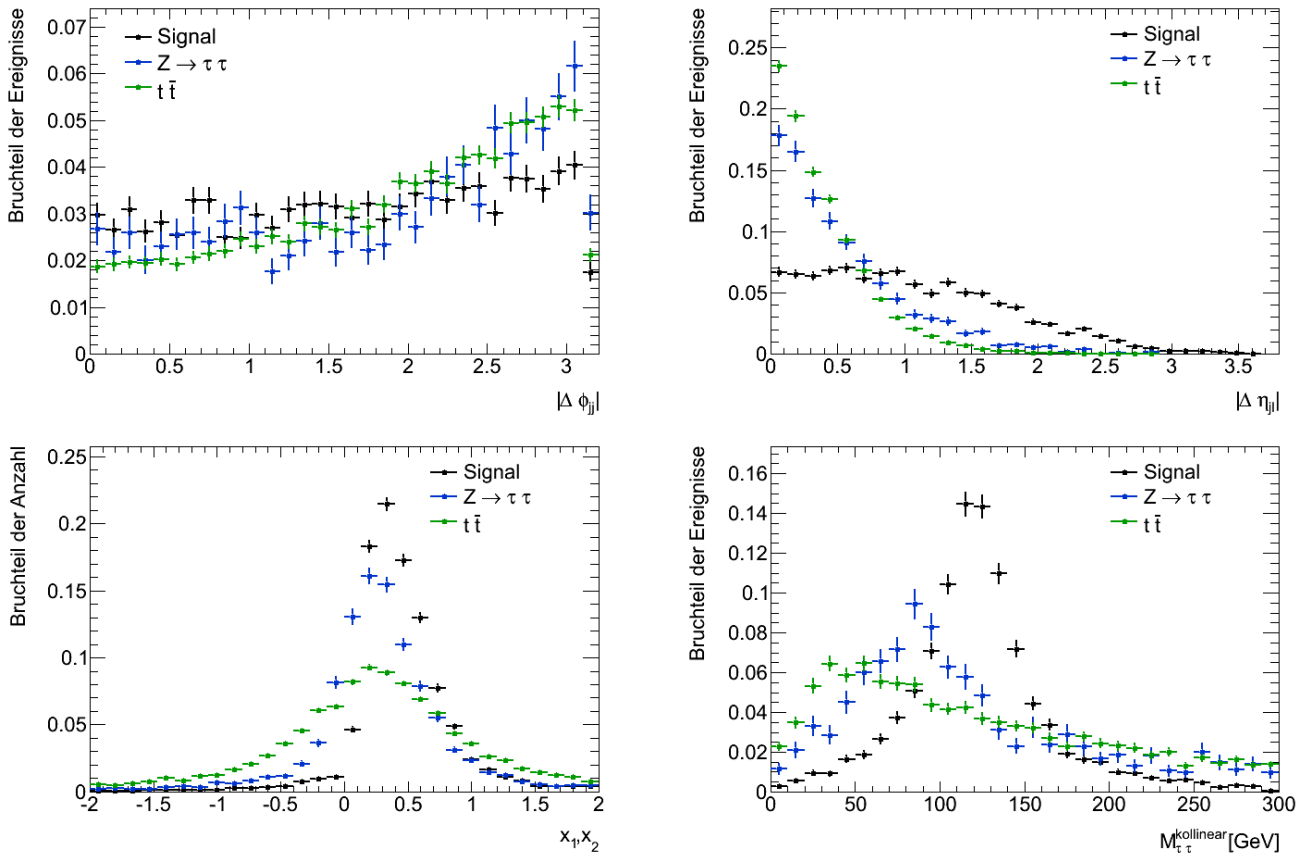 Bruchteil der Ereignisse
0.07
0.06
0.05
0.04
0.03
0.02
0.01
0
Signal
Z → τ τ
t t̄
0 0.5 1 1.5 2 2.5 3
|Δ ϕjj|
Bruchteil der Ereignisse
0.25
0.2
0.15
0.1
0.05
0
Signal
Z → τ τ
t t̄
0 0.5 1 1.5 2 2.5 3 3.5
|Δ ηjl|
Bruchteil der Anzahl
0.25
0.2
0.15
0.1
0.05
0
Signal
Z → τ τ
t t̄
-2 -1.5 -1 -0.5 0 0.5 1 1.5 2
x1,x2
Bruchteil der Ereignisse
0.16
0.14
0.12
0.1
0.08
0.06
0.04
0.02
0
Signal
Z → τ τ
t t̄
0 50 100 150 200 250 300
M kollinear τ τ [GeV]